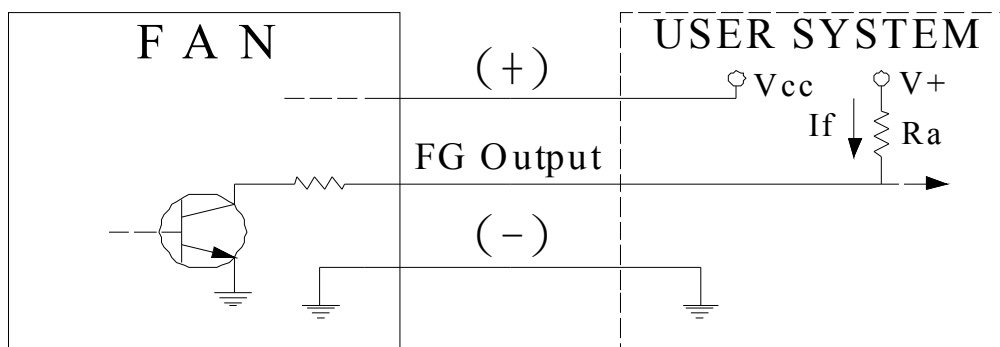 F A N
USER SYSTEM
(+)
Vcc
V+
If
Ra
FG Output
(-)